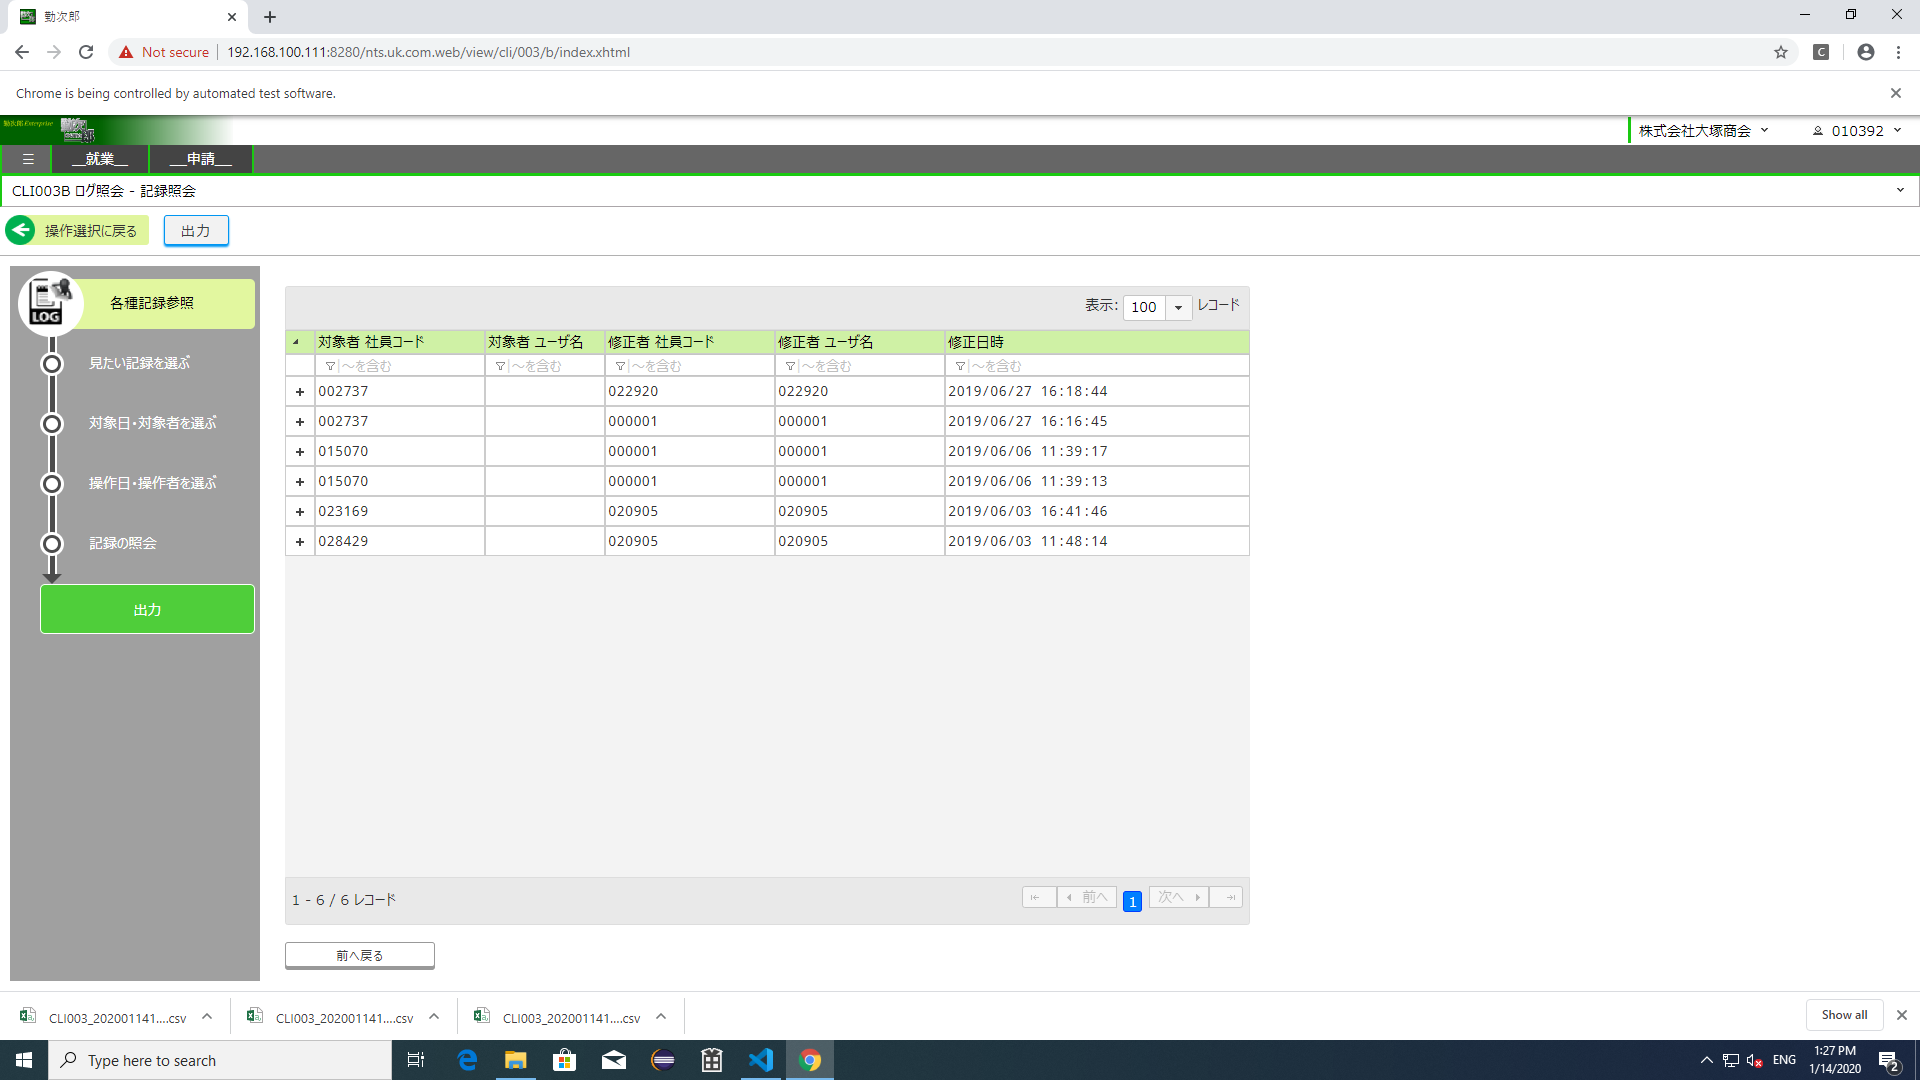 勤次郎
Not secure
192.168.100.111:8280/nts.uk.com.web/view/cli/003/b/index.xhtml
C
Chrome is being controlled by automated test software.
勤次郎 Enterprise
株式会社大塚商会
010392
__就業__
__申請__
CLI003B ログ照会 - 記録照会
操作選択に戻る
出力
LOG
各種記録参照
見たい記録を選ぶ
対象日・対象者を選ぶ
操作日・操作者を選ぶ
記録の照会
出力
表示: 100 レコード
対象者 社員コード 対象者 ユーザ名 修正者 社員コード 修正者 ユーザ名 修正日時
～を含む ～を含む ～を含む ～を含む ～を含む
+ 002737 022920 022920 2019/06/27 16:18:44
+ 002737 000001 000001 2019/06/27 16:16:45
+ 015070 000001 000001 2019/06/06 11:39:17
+ 015070 000001 000001 2019/06/06 11:39:13
+ 023169 020905 020905 2019/06/03 16:41:46
+ 028429 020905 020905 2019/06/03 11:48:14
1 - 6 / 6 レコード
前へ 1 次へ
前へ戻る
CLI003_202001141....csv
CLI003_202001141....csv
CLI003_202001141....csv
Show all
Type here to search
ENG
1:27 PM
1/14/2020
2